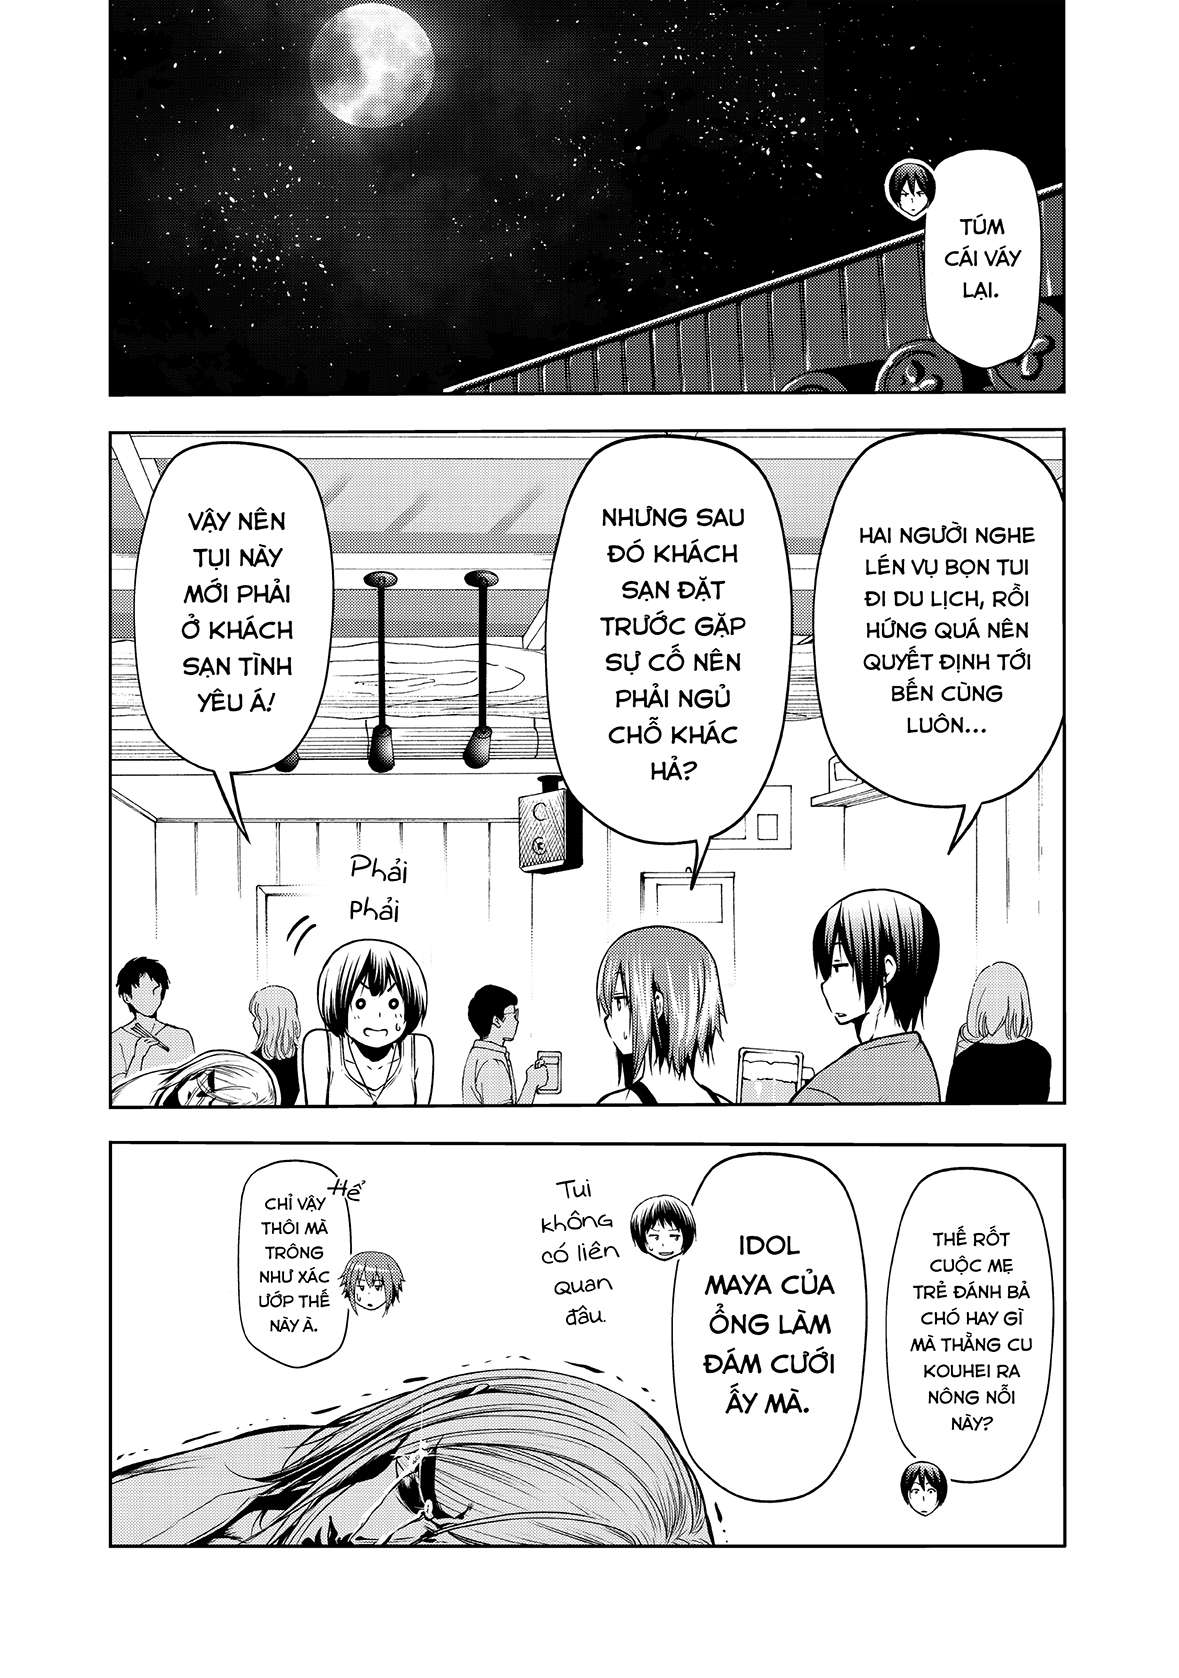 TÚM
CÁI VÁY
LẠI.
HAI NGƯỜI NGHE
LÉN VỤ BỌN TUI
ĐI DU LỊCH, RỒI
HỨNG QUÁ NÊN
QUYẾT ĐỊNH TỚI
BẾN CÙNG
LUÔN...
NHƯNG SAU
ĐÓ KHÁCH
SẠN ĐẶT
TRƯỚC GẶP
SỰ CỐ NÊN
PHẢI NGỦ
CHỖ KHÁC
HẢ?
VẬY NÊN
TỤI NÀY
MỚI PHẢI
Ở KHÁCH
SẠN TÌNH
YÊU Á!
Phải
Phải
THẾ RỐT
CUỘC MẸ
TRẺ ĐÁNH BẢ
CHÓ HAY GÌ
MÀ THẰNG CU
KOUHEI RA
NÔNG NỖI
NÀY?
IDOL
MAYA CỦA
ỔNG LÀM
ĐÁM CƯỚI
ẤY MÀ.
Tui
không
có liên
quan
đâu.
Hể
CHỈ VẬY
THÔI MÀ
TRÔNG
NHƯ XÁC
ƯỚP THẾ
NÀY À.